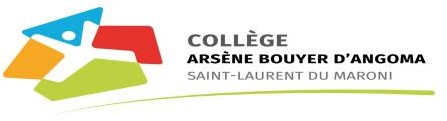 COLLÈGE
ARSÈNE BOUYER D'ANGOMA
SAINT-LAURENT DU MARONI